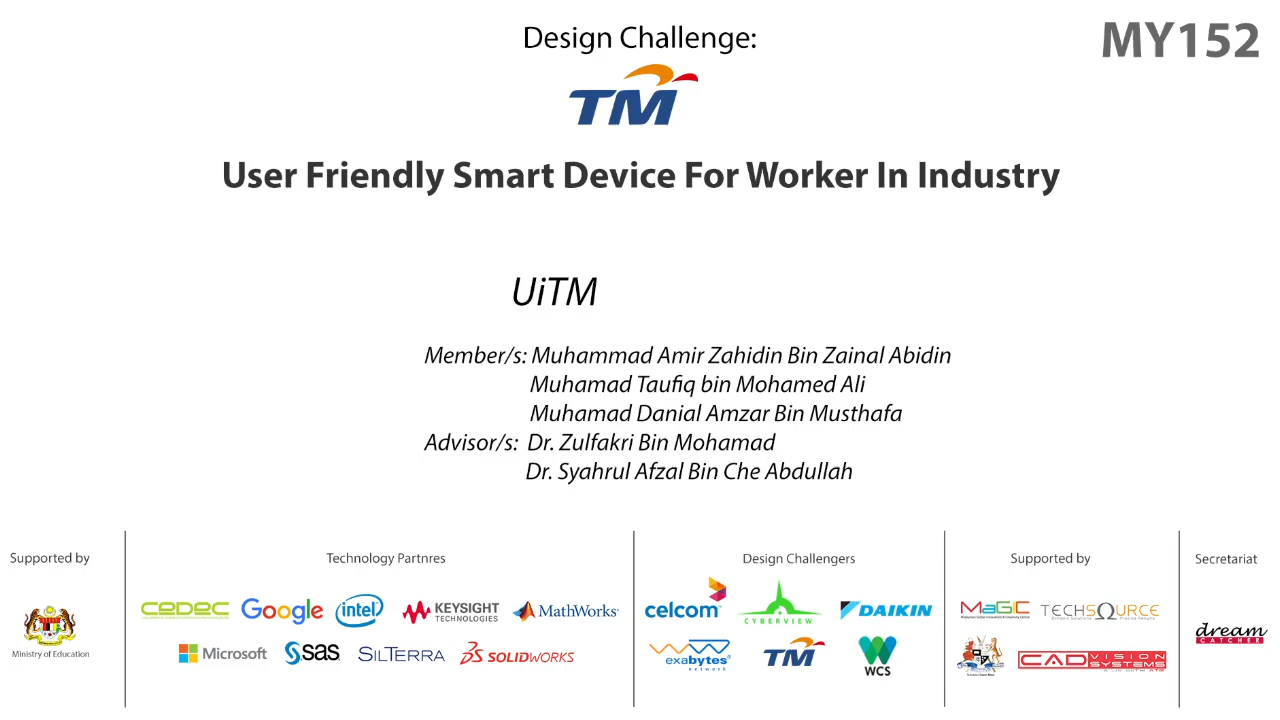 Design Challenge:
MY152
TM
User Friendly Smart Device For Worker In Industry
UiTM
Member/s: Muhammad Amir Zahidin Bin Zainal Abidin
Muhamad Taufiq bin Mohamed Ali
Muhamad Danial Amzar Bin Musthafa
Advisor/s: Dr. Zulfakri Bin Mohamad
Dr. Syahrul Afzal Bin Che Abdullah
Supported by
Technology Partnres
Design Challengers
Supported by
Secretariat
Ministry of Education
CEDEC
Google
intel
KEYSIGHT
TECHNOLOGIES
MathWorks
Microsoft
SAS
SILTERRA
SOLIDWORKS
celcom
CYBERVIEW
DAIKIN
exabytes
network
TM
WCS
MaGIC
TECHSOURCE
CAD VISION
SYSTEMS
dream
CATCHER